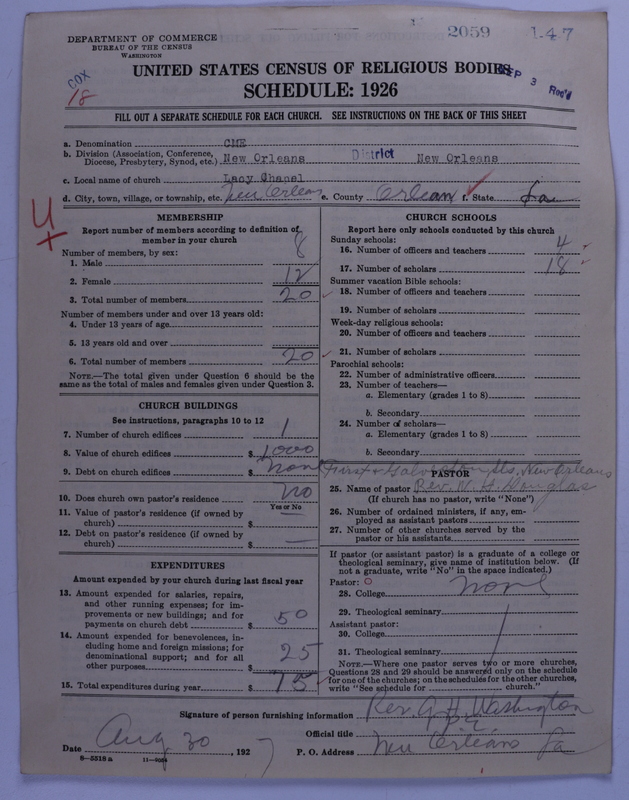 2059 1-47
DEPARTMENT OF COMMERCE
BUREAU OF THE CENSUS
WASHINGTON
COX
18
UNITED STATES CENSUS OF RELIGIOUS BODIES
SEP 3 Rec'd
SCHEDULE: 1926
FILL OUT A SEPARATE SCHEDULE FOR EACH CHURCH. SEE INSTRUCTIONS ON THE BACK OF THIS SHEET
a. Denomination CME
b. Division (Association, Conference, Diocese, Presbytery, Synod, etc.) New Orleans District New Orleans
c. Local name of church Lacy Chapel
d. City, town, village, or township, etc. New Orleans e. County Orleans f. State La
MEMBERSHIP
Report number of members according to definition of
member in your church
Number of members, by sex:
1. Male 8
2. Female 12
3. Total number of members 20
Number of members under and over 13 years old:
4. Under 13 years of age
5. 13 years old and over
6. Total number of members 20
NOTE.—The total given under Question 6 should be the
same as the total of males and females given under Question 3.
CHURCH BUILDINGS
See instructions, paragraphs 10 to 12
7. Number of church edifices 1
8. Value of church edifices $ 1000
9. Debt on church edifices $ none
10. Does church own pastor's residence no
Yes or No
11. Value of pastor's residence (if owned by
church) $
12. Debt on pastor's residence (if owned by
church) $ —
EXPENDITURES
Amount expended by your church during last fiscal year
13. Amount expended for salaries, repairs,
and other running expenses; for im-
provements or new buildings; and for
payments on church debt $ 50
14. Amount expended for benevolences, in-
cluding home and foreign missions; for
denominational support; and for all
other purposes $ 25
15. Total expenditures during year $ 75
CHURCH SCHOOLS
Report here only schools conducted by this church
Sunday schools:
16. Number of officers and teachers 4
17. Number of scholars 18
Summer vacation Bible schools:
18. Number of officers and teachers
19. Number of scholars
Week-day religious schools:
20. Number of officers and teachers
21. Number of scholars
Parochial schools:
22. Number of administrative officers
23. Number of teachers—
a. Elementary (grades 1 to 8)
b. Secondary
24. Number of scholars—
a. Elementary (grades 1 to 8)
b. Secondary
First & New Orleans
PASTOR
25. Name of pastor Rev. W. H. Douglas
(If church has no pastor, write "None")
26. Number of ordained ministers, if any, em-
ployed as assistant pastors
27. Number of other churches served by the
pastor or his assistants
If pastor (or assistant pastor) is a graduate of a college or
theological seminary, give name of institution below. (If
not a graduate, write "No" in the space indicated.)
Pastor:
28. College none
29. Theological seminary
Assistant pastor:
30. College
31. Theological seminary
NOTE.—Where one pastor serves two or more churches,
Questions 28 and 29 should be answered only on the schedule
for one of the churches; on the schedules for the other churches,
write "See schedule for church."
Signature of person furnishing information Rev. G. H. Washington
Official title P. E.
Date Aug 30, 1927 P. O. Address New Orleans La
8—5318 a